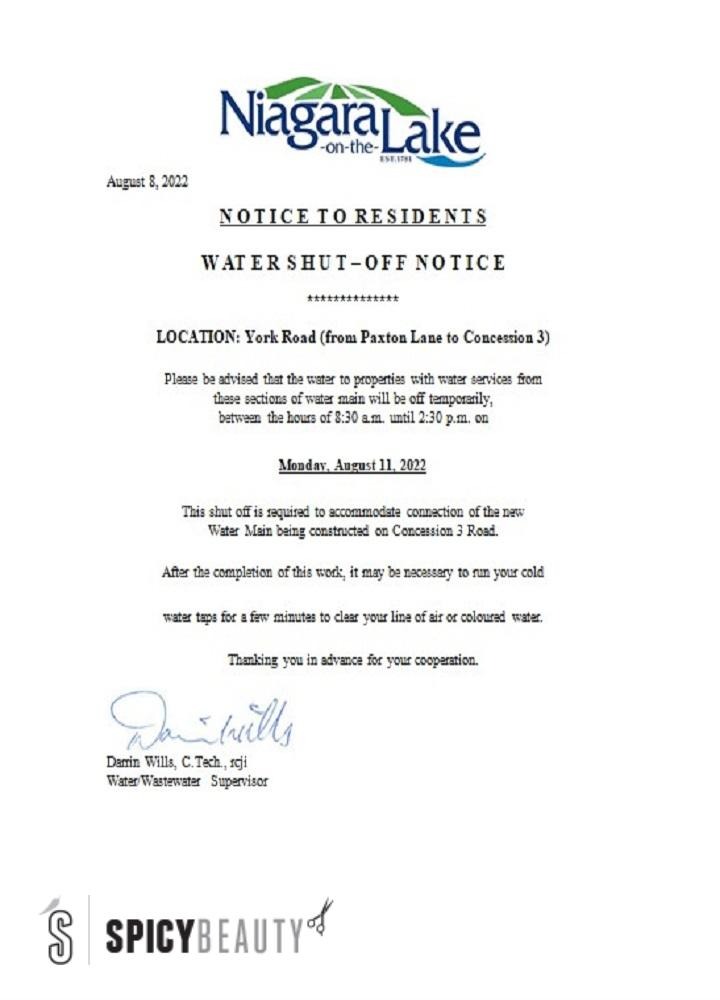 Niagara
-on-the-
Lake
EST. 1781
August 8, 2022
NOTICE TO RESIDENTS
WATER SHUT-OFF NOTICE
**************
LOCATION: York Road (from Paxton Lane to Concession 3)
Please be advised that the water to properties with water services from
these sections of water main will be off temporarily,
between the hours of 8:30 a.m. until 2:30 p.m. on
Monday, August 11, 2022
This shut off is required to accommodate connection of the new
Water Main being constructed on Concession 3 Road.
After the completion of this work, it may be necessary to run your cold
water taps for a few minutes to clear your line of air or coloured water.
Thanking you in advance for your cooperation.
Darrin Wills
Darrin Wills, C.Tech., rcji
Water/Wastewater Supervisor
S SPICYBEAUTY